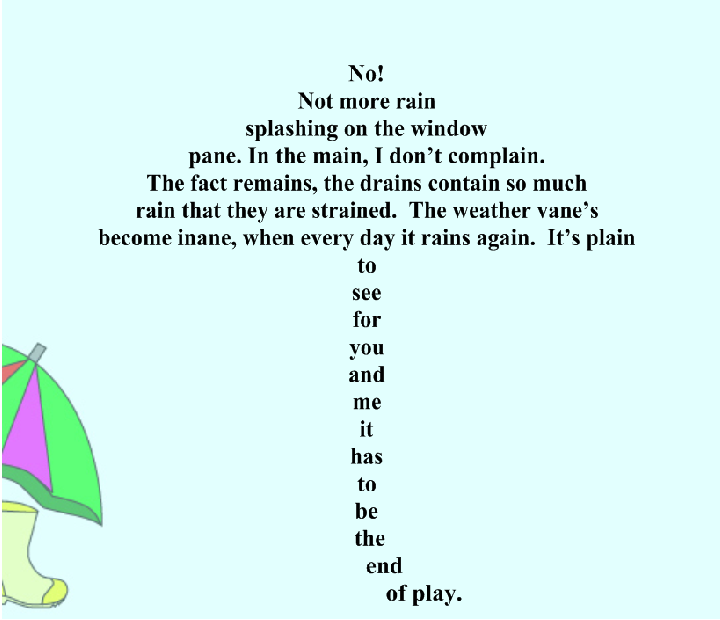 No!
Not more rain
splashing on the window
pane. In the main, I don't complain.
The fact remains, the drains contain so much
rain that they are strained.  The weather vane's
become inane, when every day it rains again.  It's plain
to
see
for
you
and
me
it
has
to
be
the
end
of play.